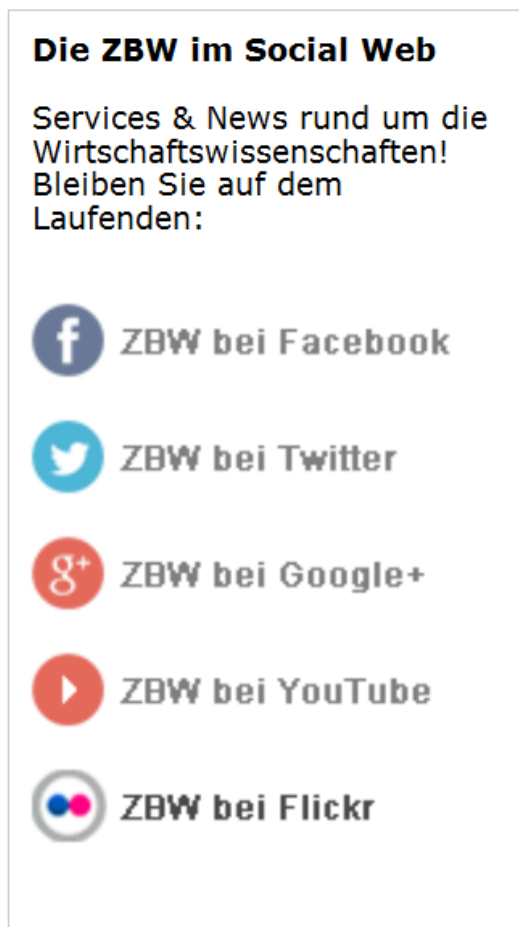 Die ZBW im Social Web
Services & News rund um die
Wirtschaftswissenschaften!
Bleiben Sie auf dem
Laufenden:
f ZBW bei Facebook
ZBW bei Twitter
g+ ZBW bei Google+
ZBW bei YouTube
ZBW bei Flickr